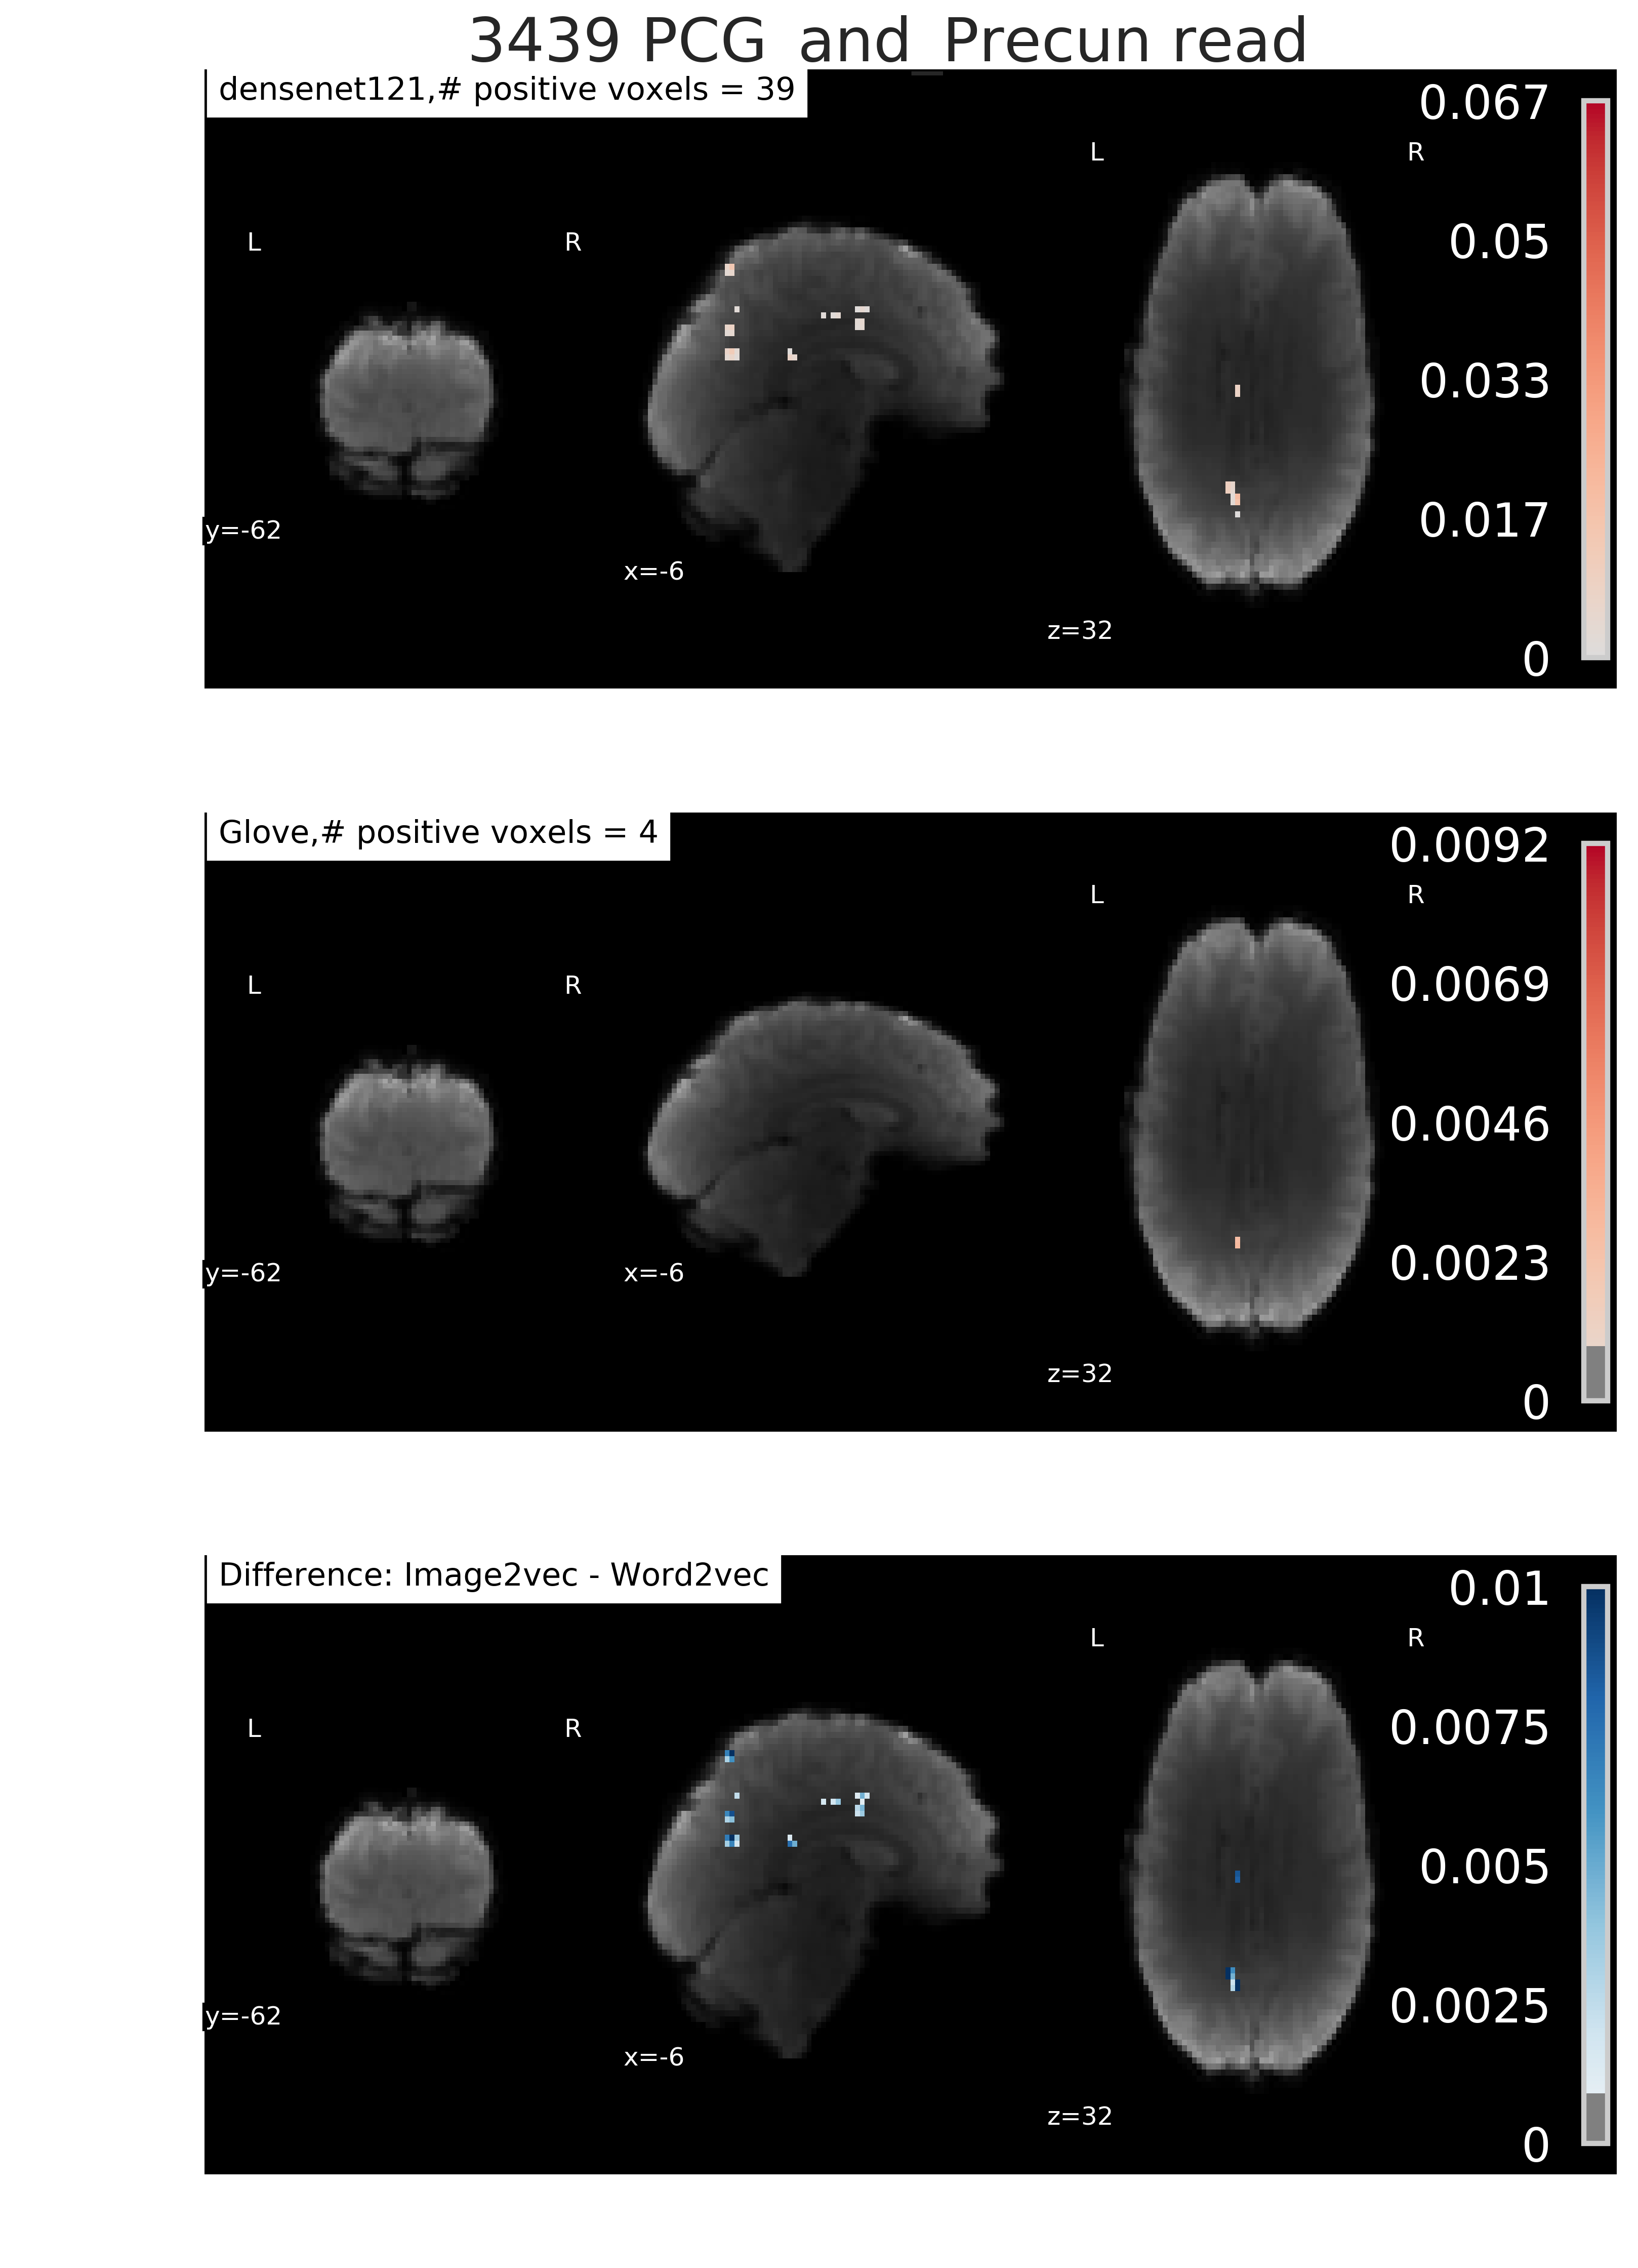 3439 PCG_and_Precun read
densenet121,# positive voxels = 39
0.067
L R
0.05
L R
0.033
0.017
y=-62
x=-6
z=32
0
Glove,# positive voxels = 4
0.0092
L R
0.0069
L R
0.0046
0.0023
y=-62
x=-6
z=32
0
Difference: Image2vec - Word2vec
0.01
L R
0.0075
L R
0.005
0.0025
y=-62
x=-6
z=32
0